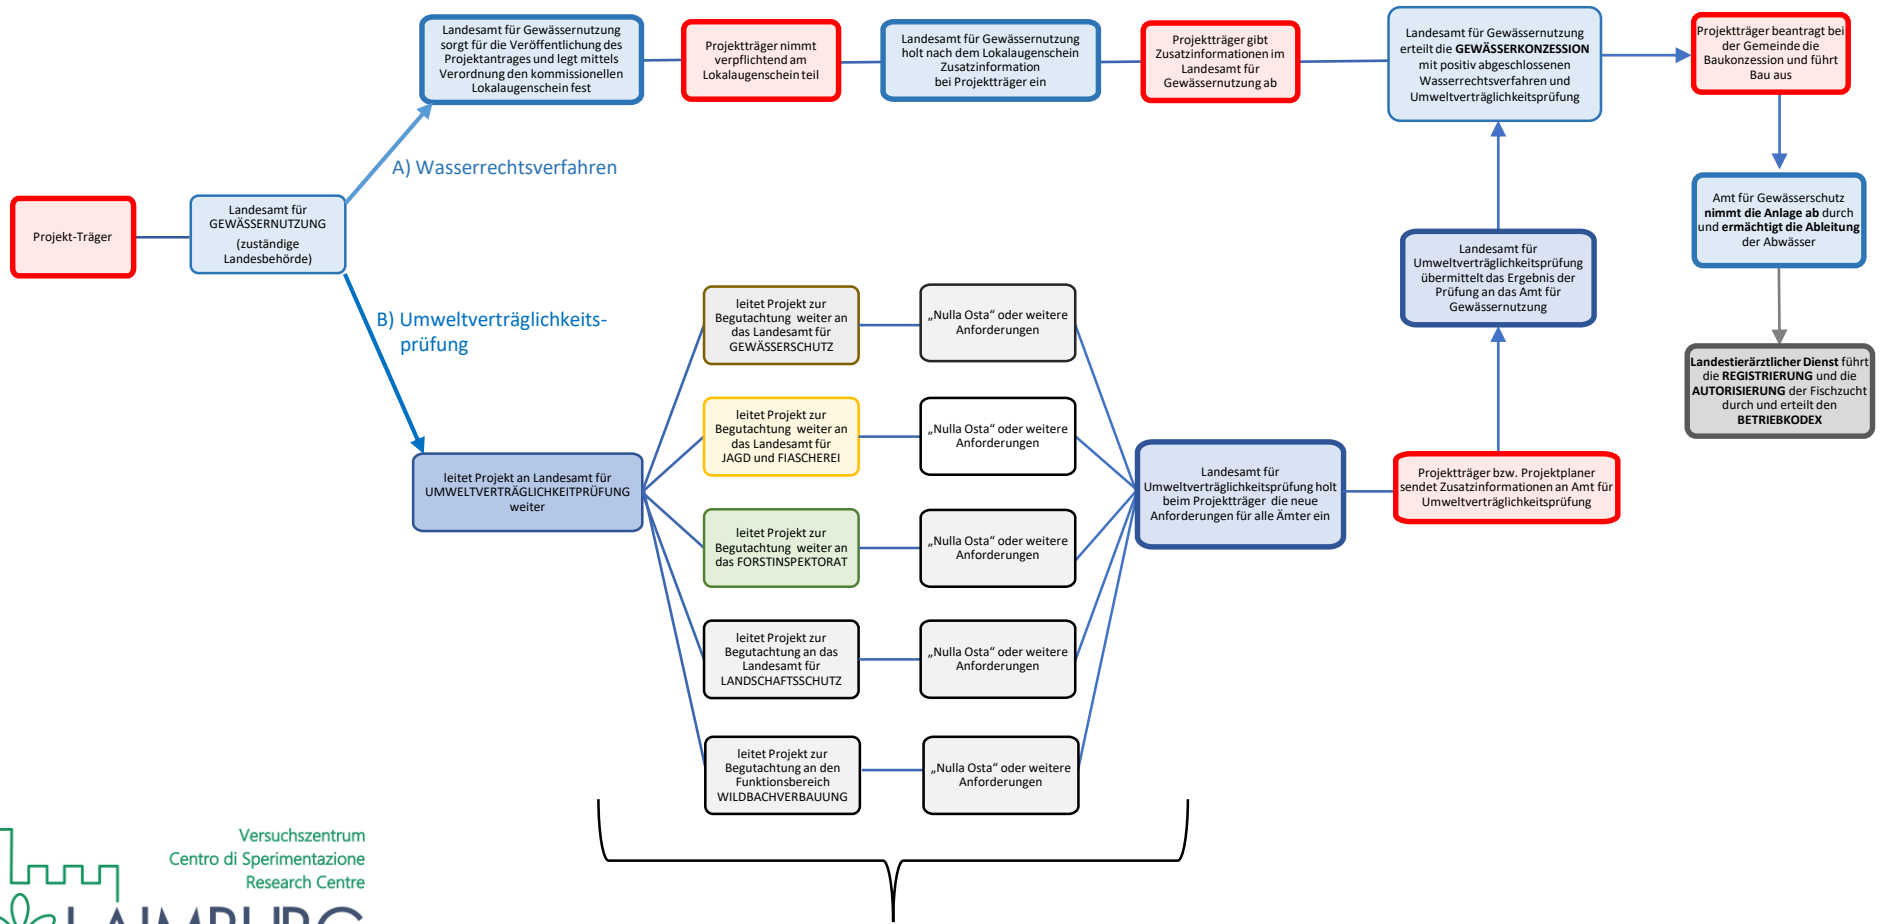 Landesamt für Gewässernutzung
sorgt für die Veröffentlichung des
Projektantrages und legt mittels
Verordnung den kommissionellen
Lokalaugenschein fest
Projektträger nimmt
verpflichtend am
Lokalaugenschein teil
Landesamt für Gewässernutzung
holt nach dem Lokalaugenschein
Zusatzinformation
bei Projektträger ein
Projektträger gibt
Zusatzinformationen im
Landesamt für
Gewässernutzung ab
Landesamt für Gewässernutzung
erteilt die GEWÄSSERKONZESSION
mit positiv abgeschlossenen
Wasserrechtsverfahren und
Umweltverträglichkeitsprüfung
Projektträger beantragt bei
der Gemeinde die
Baukonzession und führt
Bau aus
A) Wasserrechtsverfahren
Projekt-Träger
Landesamt für
GEWÄSSERNUTZUNG
(zuständige
Landesbehörde)
Amt für Gewässerschutz
nimmt die Anlage ab durch
und ermächtigt die Ableitung
der Abwässer
Landesamt für
Umweltverträglichkeitsprüfung
übermittelt das Ergebnis der
Prüfung an das Amt für
Gewässernutzung
B) Umweltverträglichkeits-
prüfung
leitet Projekt zur
Begutachtung weiter an
das Landesamt für
GEWÄSSERSCHUTZ
„Nulla Osta“ oder weitere
Anforderungen
Landestierärztlicher Dienst führt
die REGISTRIERUNG und die
AUTORISIERUNG der Fischzucht
durch und erteilt den
BETRIEBKODEX
leitet Projekt zur
Begutachtung weiter an
das Landesamt für
JAGD und FIASCHEREI
„Nulla Osta“ oder weitere
Anforderungen
leitet Projekt an Landesamt für
UMWELTVERTRÄGLICHKEITPRÜFUNG
weiter
Landesamt für
Umweltverträglichkeitsprüfung holt
beim Projektträger die neue
Anforderungen für alle Ämter ein
Projektträger bzw. Projektplaner
sendet Zusatzinformationen an Amt für
Umweltverträglichkeitsprüfung
leitet Projekt zur
Begutachtung weiter an
das FORSTINSPEKTORAT
„Nulla Osta“ oder weitere
Anforderungen
leitet Projekt zur
Begutachtung an das
Landesamt für
LANDSCHAFTSSCHUTZ
„Nulla Osta“ oder weitere
Anforderungen
leitet Projekt zur
Begutachtung an den
Funktionsbereich
WILDBACHVERBAUUNG
„Nulla Osta“ oder weitere
Anforderungen
Versuchszentrum
Centro di Sperimentazione
Research Centre
LAIMBURG